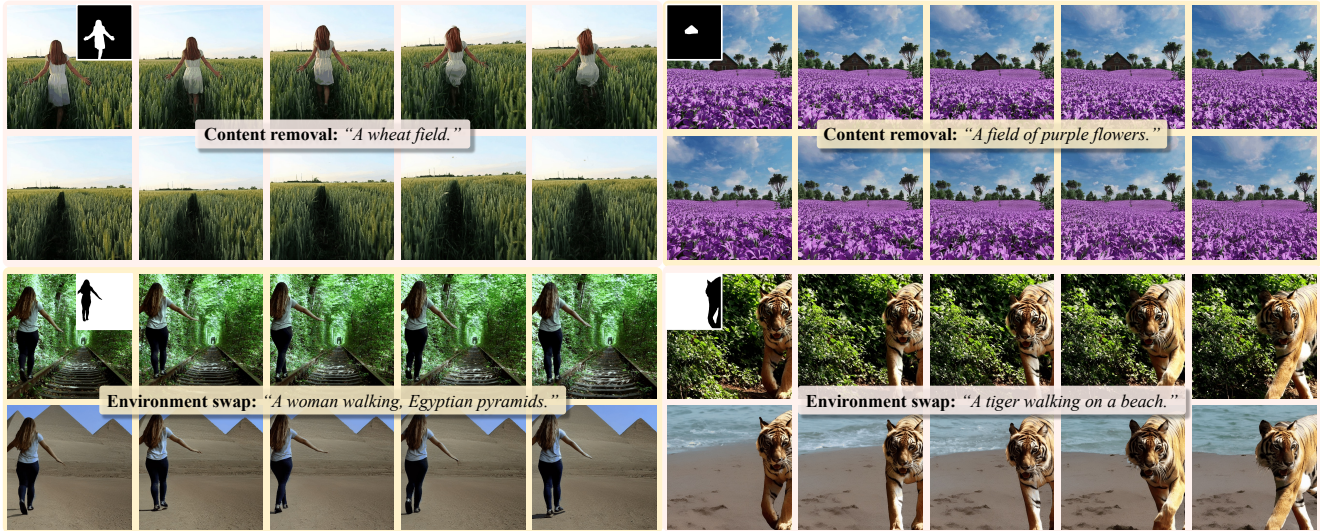 Content removal: “A wheat field.”
Content removal: “A field of purple flowers.”
Environment swap: “A woman walking, Egyptian pyramids.”
Environment swap: “A tiger walking on a beach.”